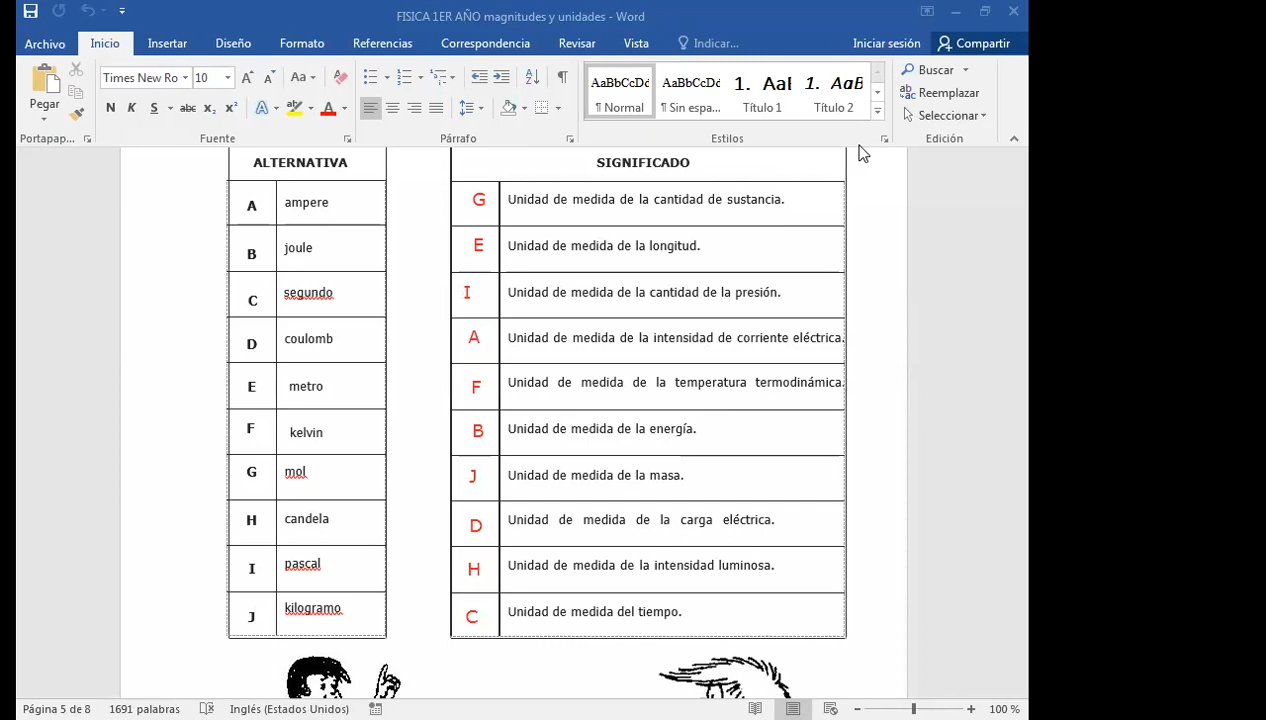 FISICA 1ER AÑO magnitudes y unidades - Word
Archivo Inicio Insertar Diseño Formato Referencias Correspondencia Revisar Vista Indicar... Iniciar sesión Compartir
Pegar
Times New Ro 10
Aa
N K S abc x₂ x²
AaBbCcDd AaBbCcDd 1. AaI 1. AaB
¶ Normal ¶ Sin espa... Título 1 Título 2
Buscar
Reemplazar
Seleccionar
Portapap... Fuente Párrafo Estilos Edición
ALTERNATIVA SIGNIFICADO
A ampere G Unidad de medida de la cantidad de sustancia.
B joule E Unidad de medida de la longitud.
C segundo I Unidad de medida de la cantidad de la presión.
D coulomb A Unidad de medida de la intensidad de corriente eléctrica.
E metro F Unidad de medida de la temperatura termodinámica.
F kelvin B Unidad de medida de la energía.
G mol J Unidad de medida de la masa.
H candela D Unidad de medida de la carga eléctrica.
I pascal H Unidad de medida de la intensidad luminosa.
J kilogramo C Unidad de medida del tiempo.
Página 5 de 8 1691 palabras Inglés (Estados Unidos) 100 %